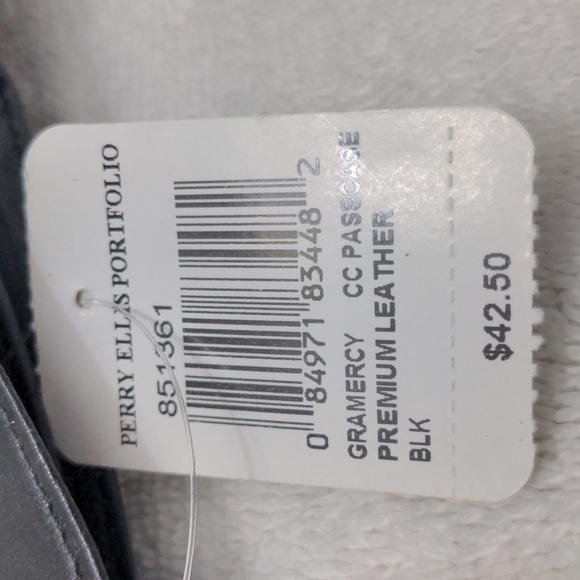 PERRY ELLIS PORTFOLIO
851361
0 84971 83448 2
GRAMERCY CC PASSCASE
PREMIUM LEATHER
BLK
$42.50